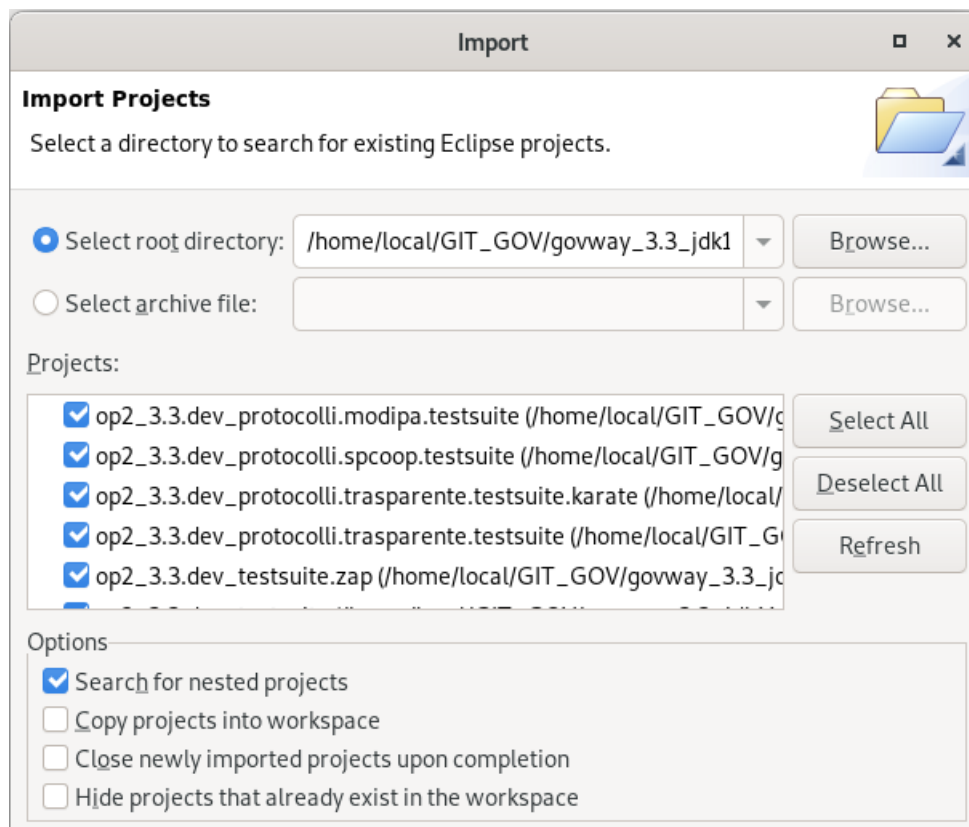 Import
Import Projects
Select a directory to search for existing Eclipse projects.
Select root directory: /home/local/GIT_GOV/govway_3.3_jdk1 Browse...
Select archive file: Browse...
Projects:
op2_3.3.dev_protocolli.modipa.testsuite (/home/local/GIT_GOV/g
Select All
op2_3.3.dev_protocolli.spcoop.testsuite (/home/local/GIT_GOV/g
Deselect All
op2_3.3.dev_protocolli.trasparente.testsuite.karate (/home/local/
op2_3.3.dev_protocolli.trasparente.testsuite (/home/local/GIT_G
Refresh
op2_3.3.dev_testsuite.zap (/home/local/GIT_GOV/govway_3.3_jd
Options
Search for nested projects
Copy projects into workspace
Close newly imported projects upon completion
Hide projects that already exist in the workspace